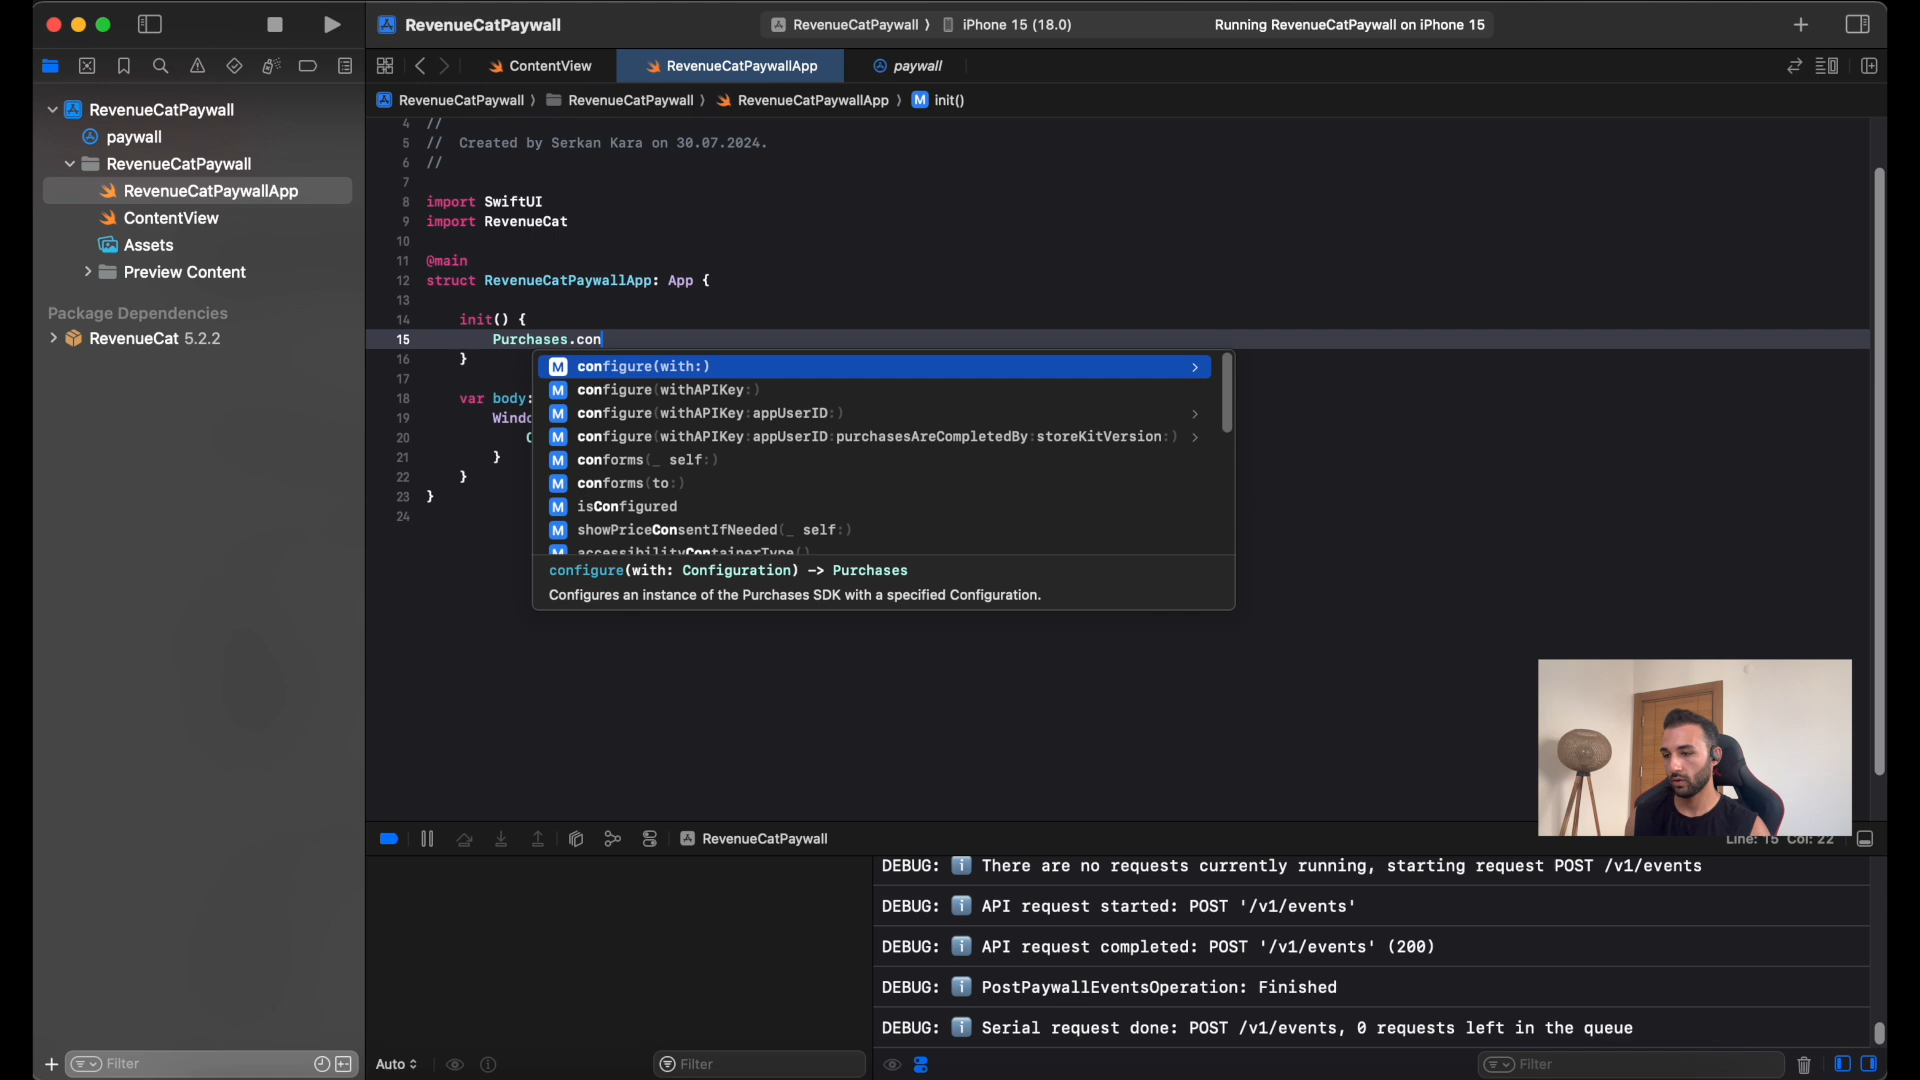 RevenueCatPaywall
RevenueCatPaywall ⟩ iPhone 15 (18.0)
Running RevenueCatPaywall on iPhone 15
ContentView
RevenueCatPaywallApp
paywall
RevenueCatPaywall ⟩ RevenueCatPaywall ⟩ RevenueCatPaywallApp ⟩ M init()
RevenueCatPaywall
paywall
RevenueCatPaywall
RevenueCatPaywallApp
ContentView
Assets
Preview Content
Package Dependencies
RevenueCat 5.2.2
4 //
5 //  Created by Serkan Kara on 30.07.2024.
6 //
7
8 import SwiftUI
9 import RevenueCat
10
11 @main
12 struct RevenueCatPaywallApp: App {
13
14 init() {
15 Purchases.con
16 }
17
18 var body:
19 Windo
20
21 }
22 }
23 }
24
M configure(with:)
M configure(withAPIKey:)
M configure(withAPIKey:appUserID:)
M configure(withAPIKey:appUserID:purchasesAreCompletedBy:storeKitVersion:)
M conforms(_ self:)
M conforms(to:)
M isConfigured
M showPriceConsentIfNeeded(_ self:)
M accessibilityContainerType()
configure(with: Configuration) -> Purchases
Configures an instance of the Purchases SDK with a specified Configuration.
RevenueCatPaywall
Line: 15 Col: 22
DEBUG: ℹ️ There are no requests currently running, starting request POST /v1/events
DEBUG: ℹ️ API request started: POST '/v1/events'
DEBUG: ℹ️ API request completed: POST '/v1/events' (200)
DEBUG: ℹ️ PostPaywallEventsOperation: Finished
DEBUG: ℹ️ Serial request done: POST /v1/events, 0 requests left in the queue
Filter
Auto
Filter
Filter